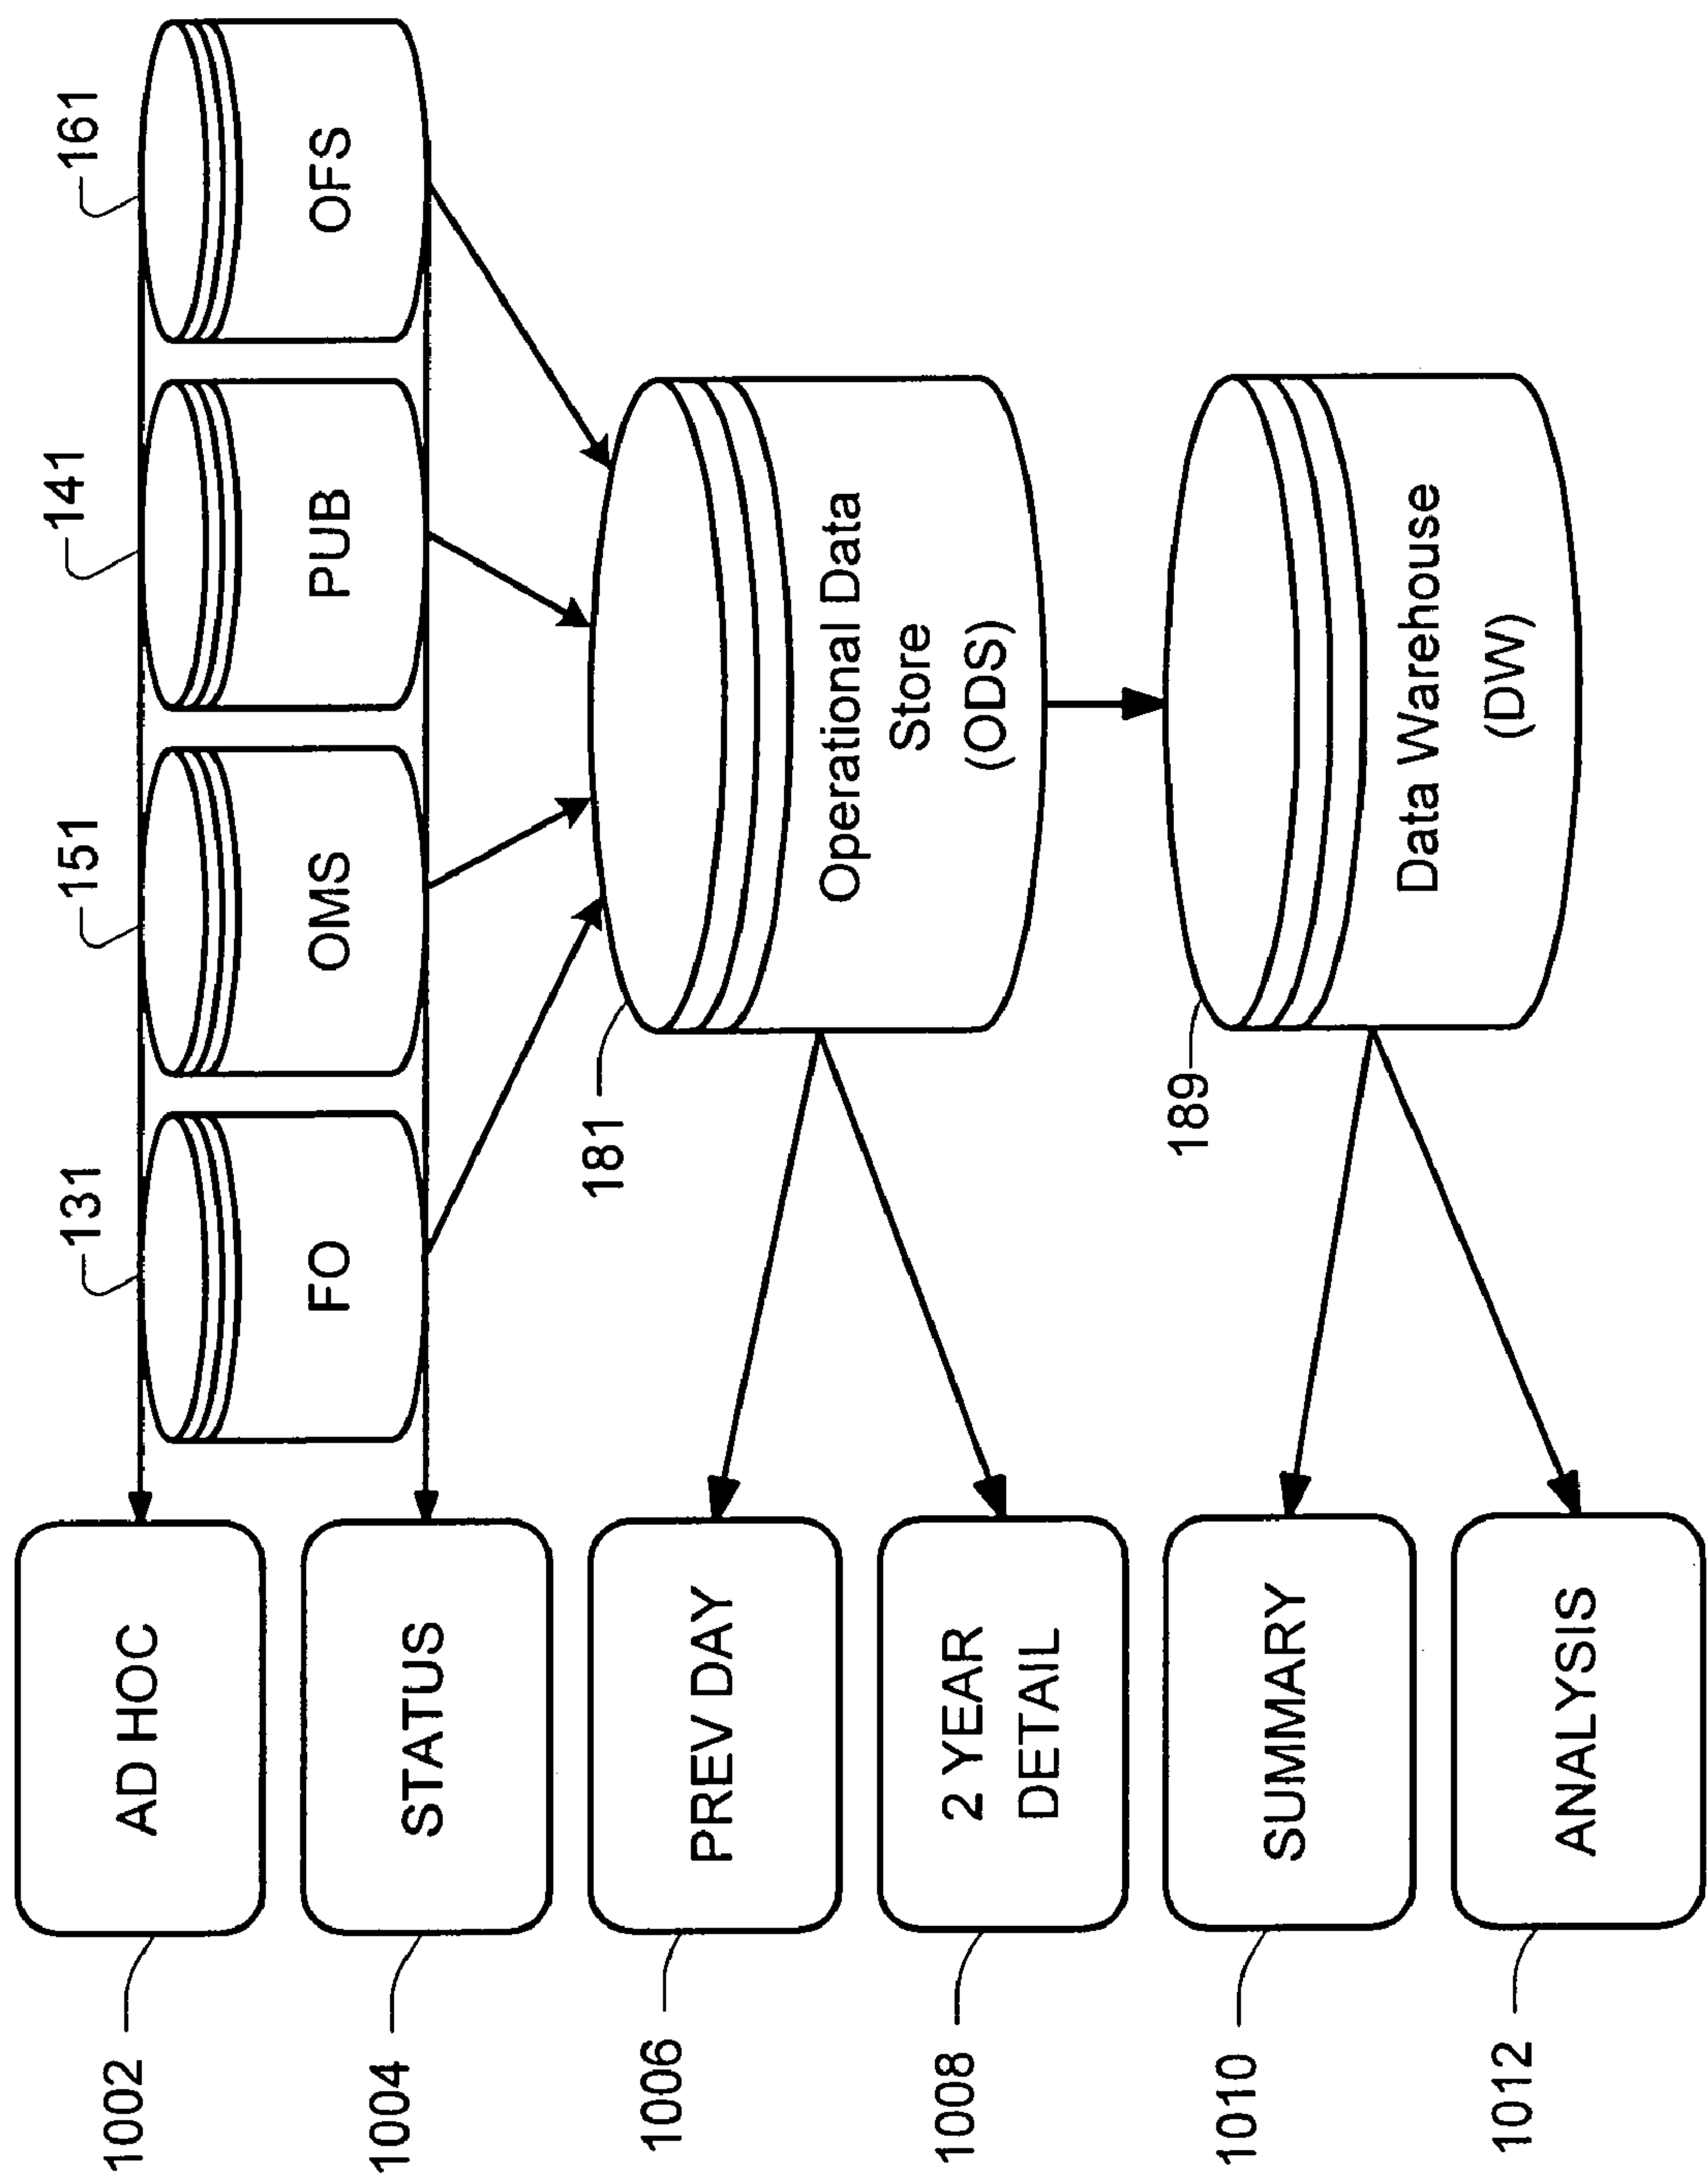 1002
AD HOC
131
FO
151
OMS
141
PUB
161
OFS
1004
STATUS
181
Operational Data
Store
(ODS)
1006
PREV DAY
1008
2 YEAR
DETAIL
189
Data Warehouse
(DW)
1010
SUMMARY
1012
ANALYSIS